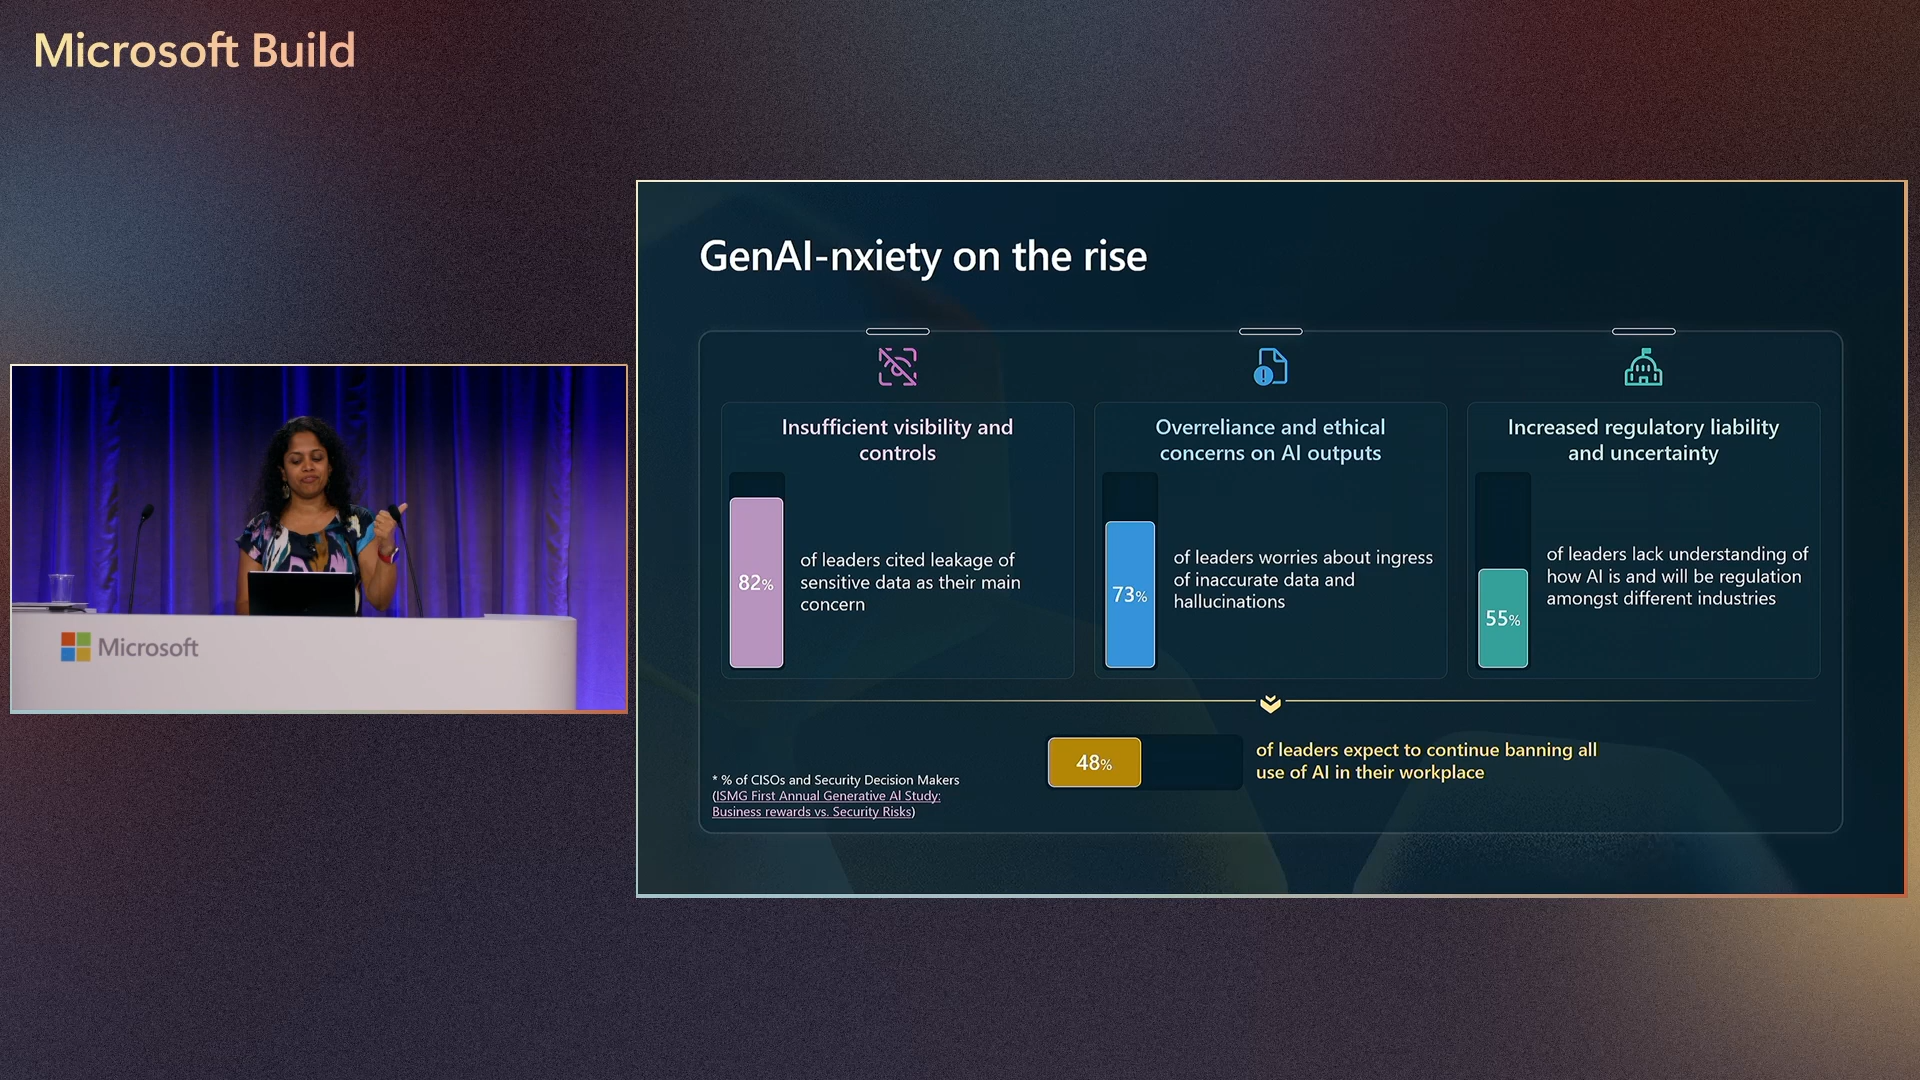 Microsoft Build
GenAI-nxiety on the rise
Insufficient visibility and
controls
82%
of leaders cited leakage of
sensitive data as their main
concern
Overreliance and ethical
concerns on AI outputs
73%
of leaders worries about ingress
of inaccurate data and
hallucinations
Increased regulatory liability
and uncertainty
55%
of leaders lack understanding of
how AI is and will be regulation
amongst different industries
48%
of leaders expect to continue banning all
use of AI in their workplace
* % of CISOs and Security Decision Makers
(ISMG First Annual Generative AI Study:
Business rewards vs. Security Risks)
Microsoft